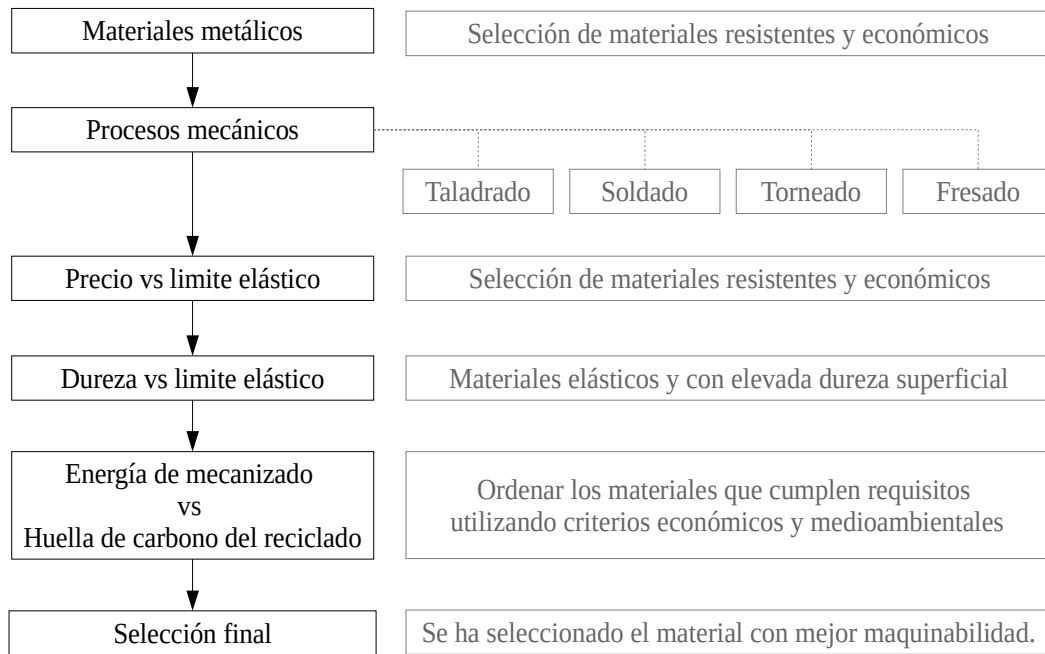 Materiales metálicos
Selección de materiales resistentes y económicos
Procesos mecánicos
Taladrado
Soldado
Torneado
Fresado
Precio vs limite elástico
Selección de materiales resistentes y económicos
Dureza vs limite elástico
Materiales elásticos y con elevada dureza superficial
Energía de mecanizado
vs
Huella de carbono del reciclado
Ordenar los materiales que cumplen requisitos
utilizando criterios económicos y medioambientales
Selección final
Se ha seleccionado el material con mejor maquinabilidad.